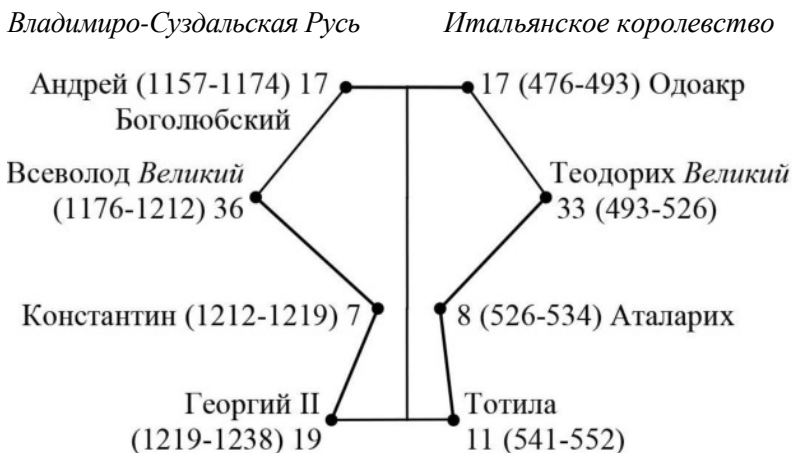 Владимиро-Суздальская Русь Итальянское королевство
Андрей (1157-1174) 17 17 (476-493) Одоакр
Боголюбский
Всеволод Великий Теодорих Великий
(1176-1212) 36 33 (493-526)
Константин (1212-1219) 7 8 (526-534) Аталарих
Георгий II Тотила
(1219-1238) 19 11 (541-552)